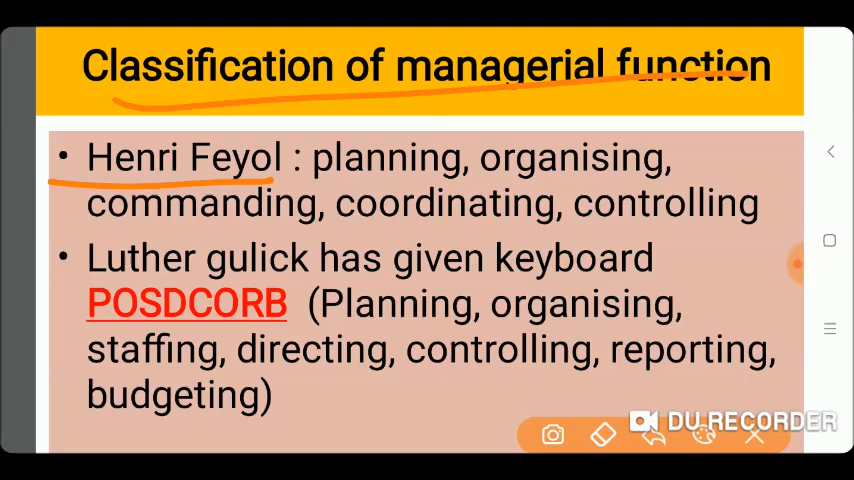 Classification of managerial function
• Henri Feyol : planning, organising,
commanding, coordinating, controlling
• Luther gulick has given keyboard
POSDCORB (Planning, organising,
staffing, directing, controlling, reporting,
budgeting)
DU RECORDER